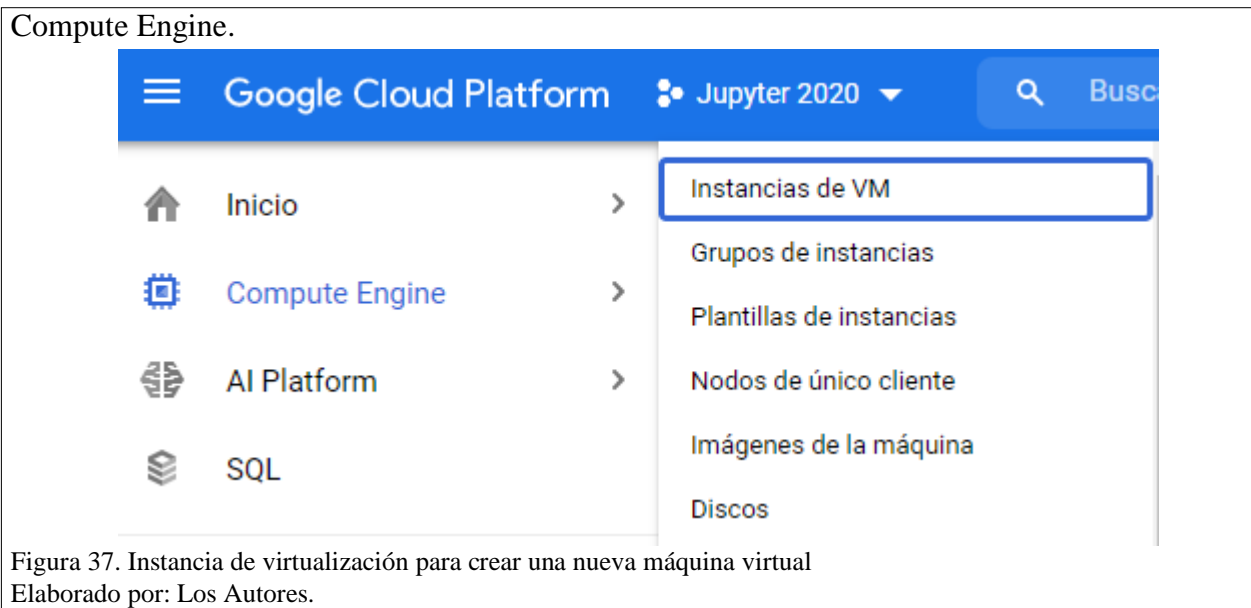 Compute Engine.
Google Cloud Platform Jupyter 2020
Inicio
Compute Engine
AI Platform
SQL
Instancias de VM
Grupos de instancias
Plantillas de instancias
Nodos de único cliente
Imágenes de la máquina
Discos
Figura 37. Instancia de virtualización para crear una nueva máquina virtual
Elaborado por: Los Autores.